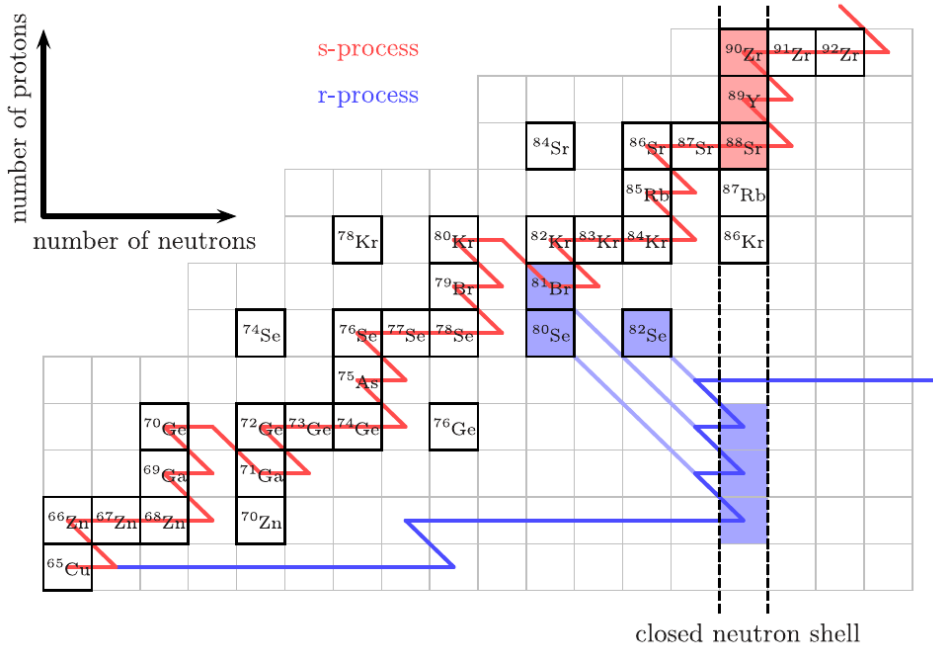 s-process
r-process
number of protons
number of neutrons
⁹⁰Zr ⁹¹Zr ⁹²Zr
⁸⁹Y
⁸⁴Sr ⁸⁶Sr ⁸⁷Sr ⁸⁸Sr
⁸⁵Rb ⁸⁷Rb
⁷⁸Kr ⁸⁰Kr ⁸²Kr ⁸³Kr ⁸⁴Kr ⁸⁶Kr
⁷⁹Br ⁸¹Br
⁷⁴Se ⁷⁶Se ⁷⁷Se ⁷⁸Se ⁸⁰Se ⁸²Se
⁷⁵As
⁷⁰Ge ⁷²Ge ⁷³Ge ⁷⁴Ge ⁷⁶Ge
⁶⁹Ga ⁷¹Ga
⁶⁶Zn ⁶⁷Zn ⁶⁸Zn ⁷⁰Zn
⁶⁵Cu
closed neutron shell